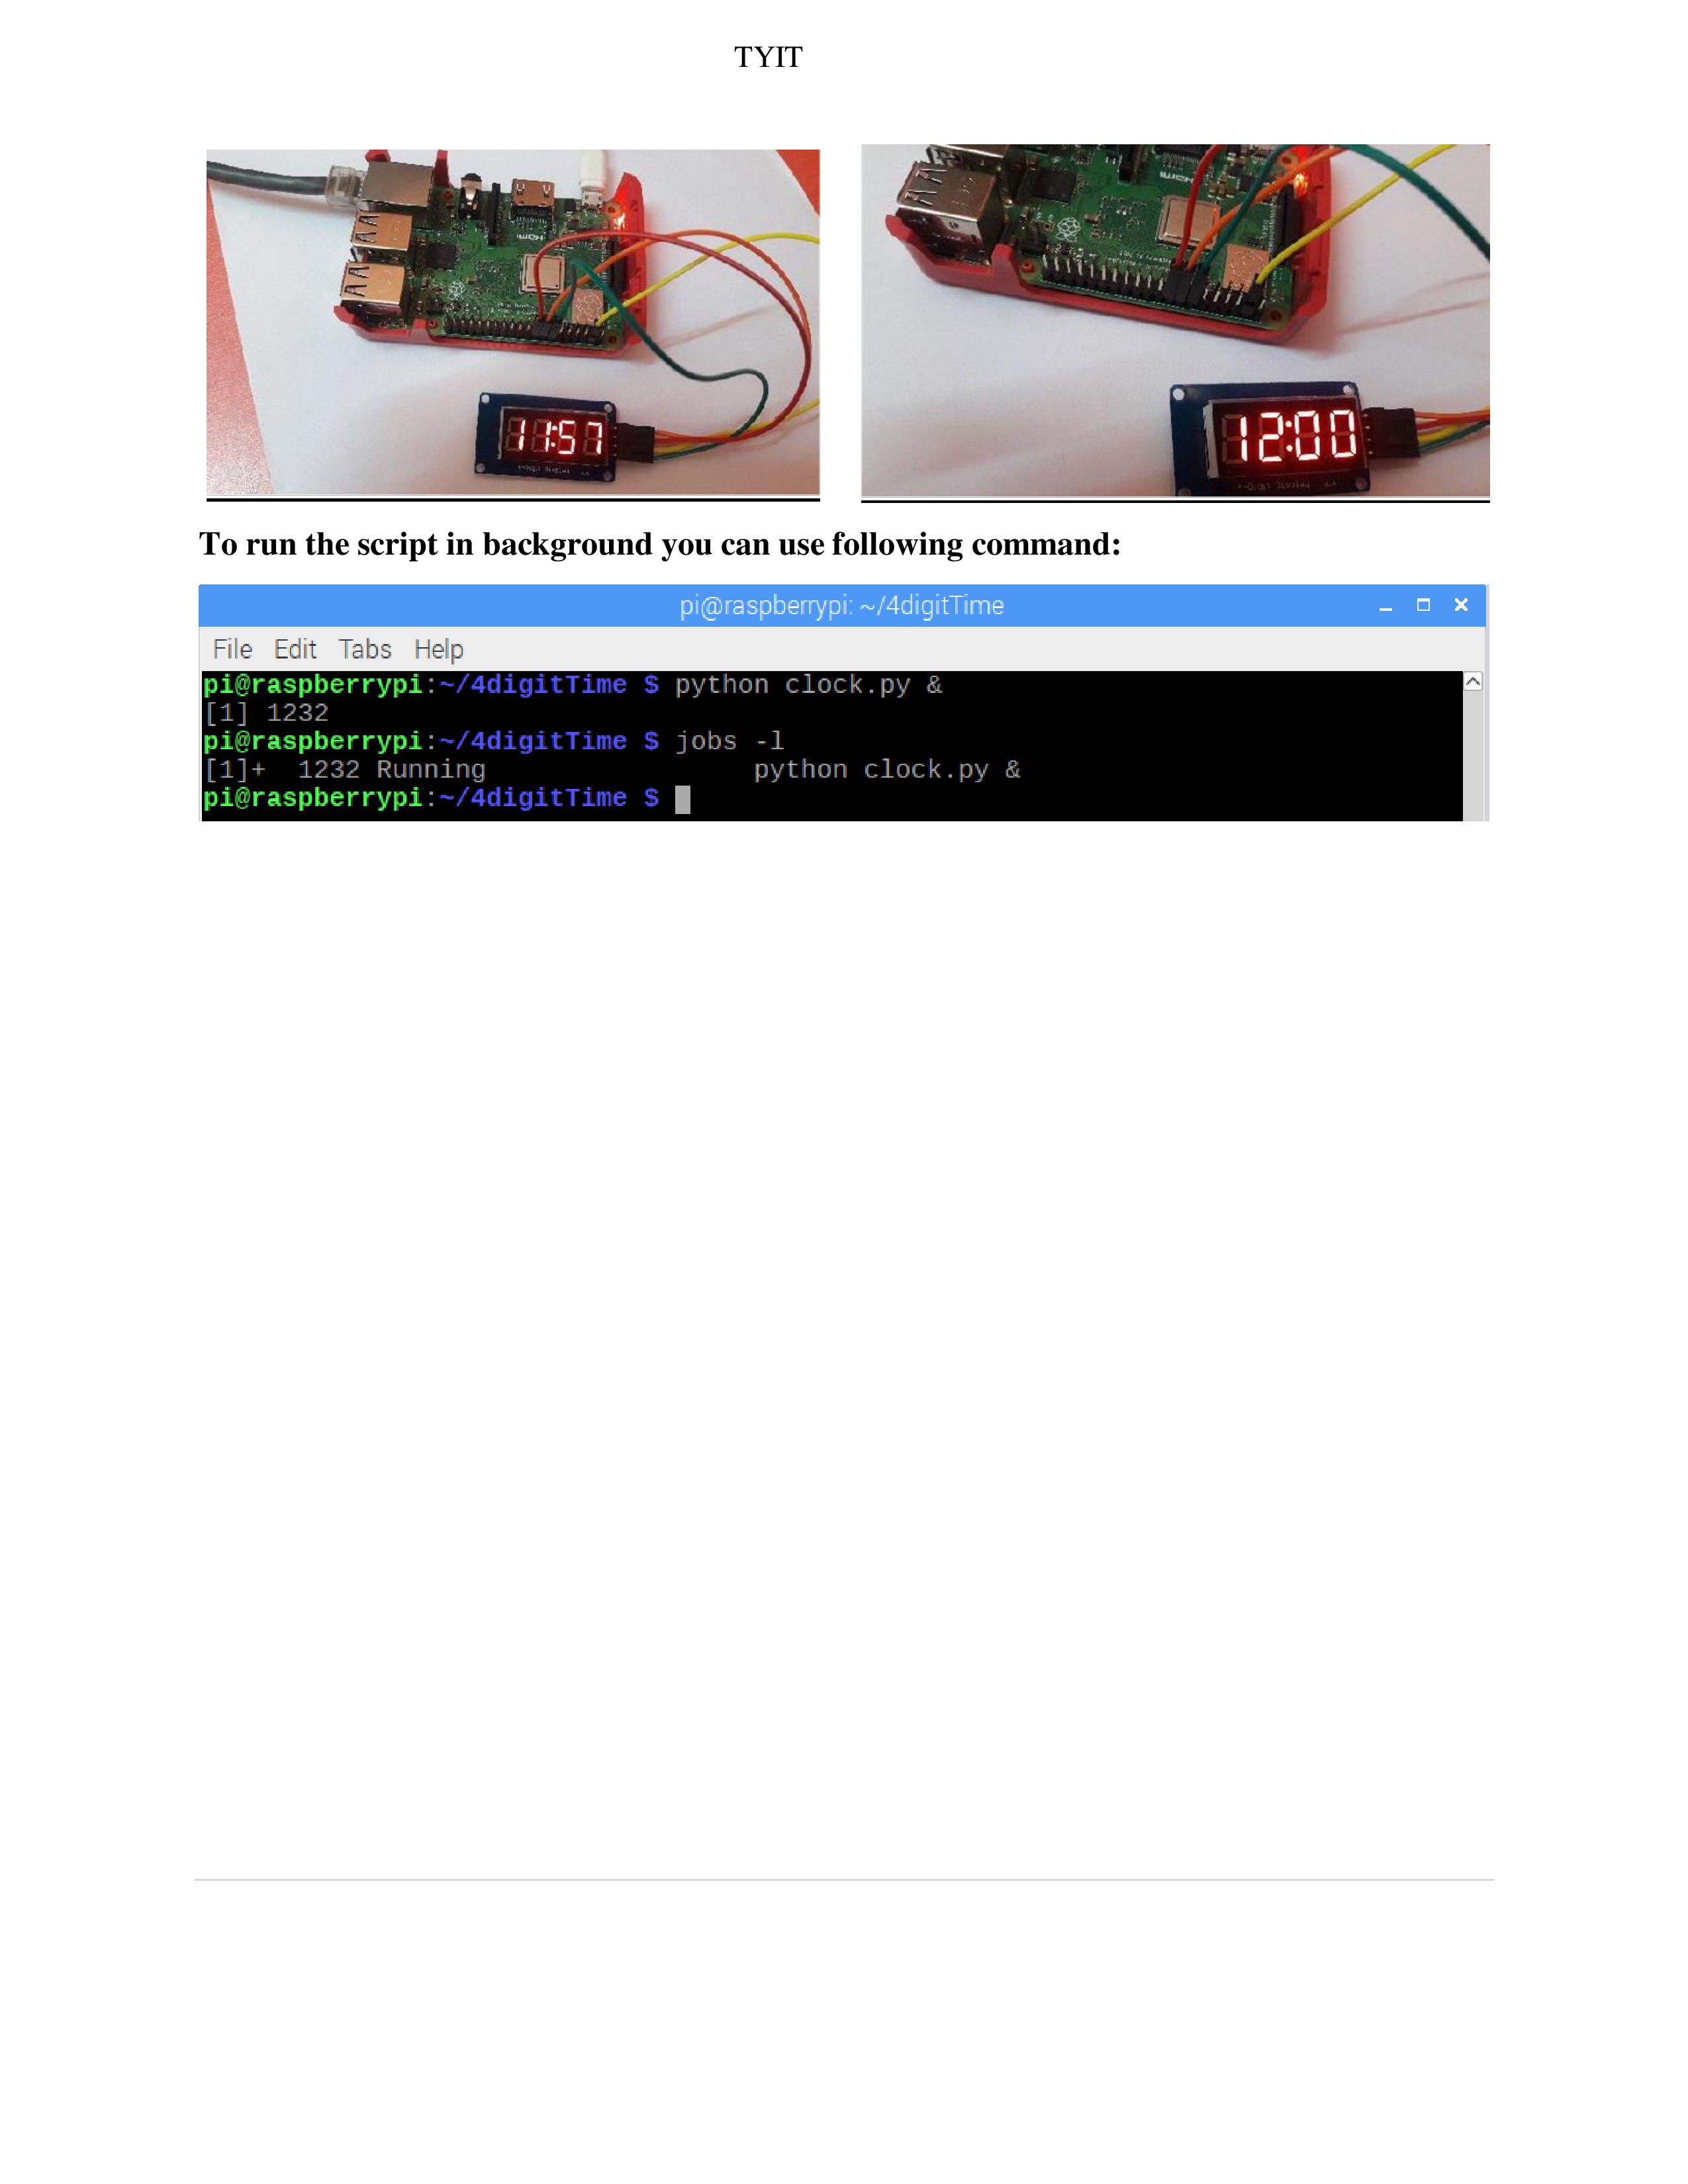 TYIT
11:57
12:00
To run the script in background you can use following command:
pi@raspberrypi: ~/4digitTime
File Edit Tabs Help
pi@raspberrypi:~/4digitTime $ python clock.py &
[1] 1232
pi@raspberrypi:~/4digitTime $ jobs -l
[1]+  1232 Running                 python clock.py &
pi@raspberrypi:~/4digitTime $